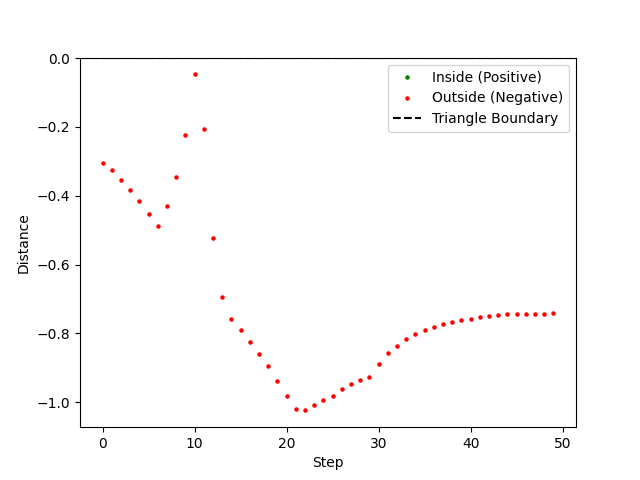 0.0
−0.2
−0.4
−0.6
−0.8
−1.0
Distance
0 10 20 30 40 50
Step
Inside (Positive)
Outside (Negative)
Triangle Boundary